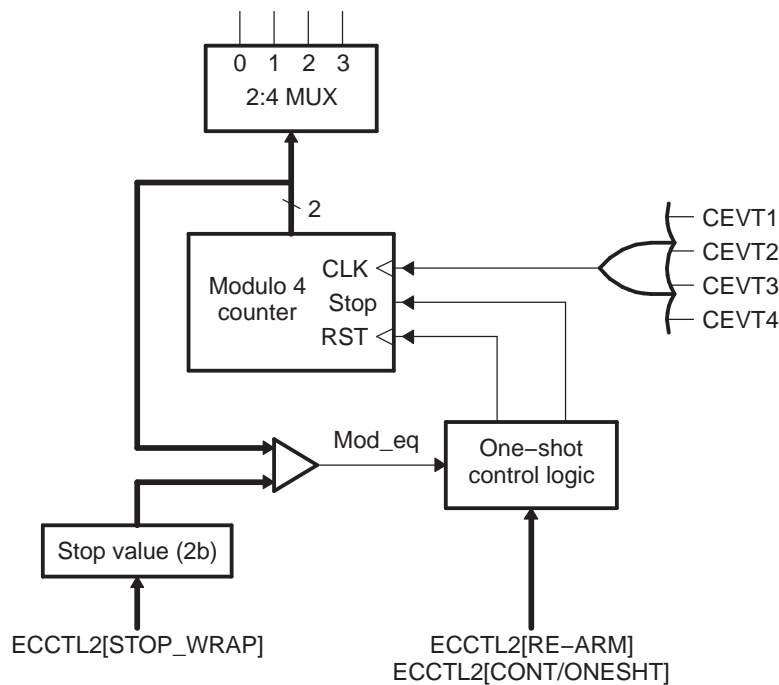 0 1 2 3
2:4 MUX
2
CEVT1
CEVT2
CEVT3
CEVT4
Modulo 4
counter
CLK
Stop
RST
Mod_eq
One−shot
control logic
Stop value (2b)
ECCTL2[STOP_WRAP]
ECCTL2[RE−ARM]
ECCTL2[CONT/ONESHT]